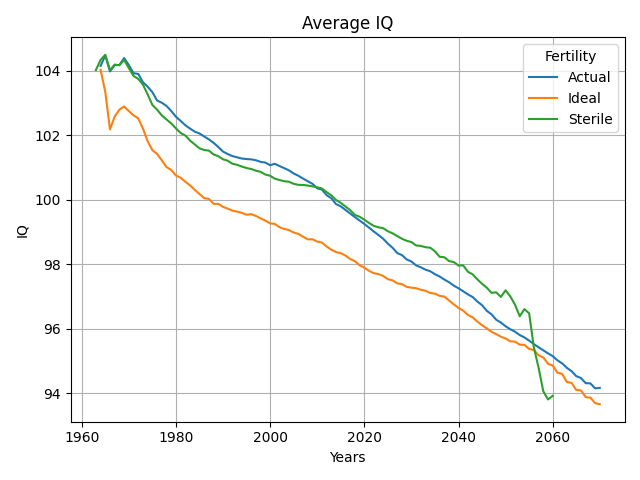 Average IQ
Fertility
Actual
Ideal
Sterile
IQ
104
102
100
98
96
94
1960
1980
2000
2020
2040
2060
Years